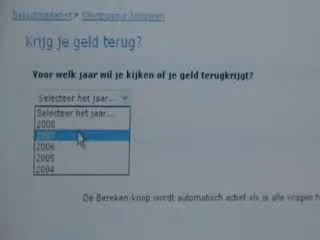 Belastingdienst > 
Krijg je geld terug?
Voor welk jaar wil je kijken of je geld terugkrijgt?
Selecteer het jaar...
Selecteer het jaar...
2008
2007
2006
2005
2004
De Bereken-knop wordt automatisch actief als je alle vragen h